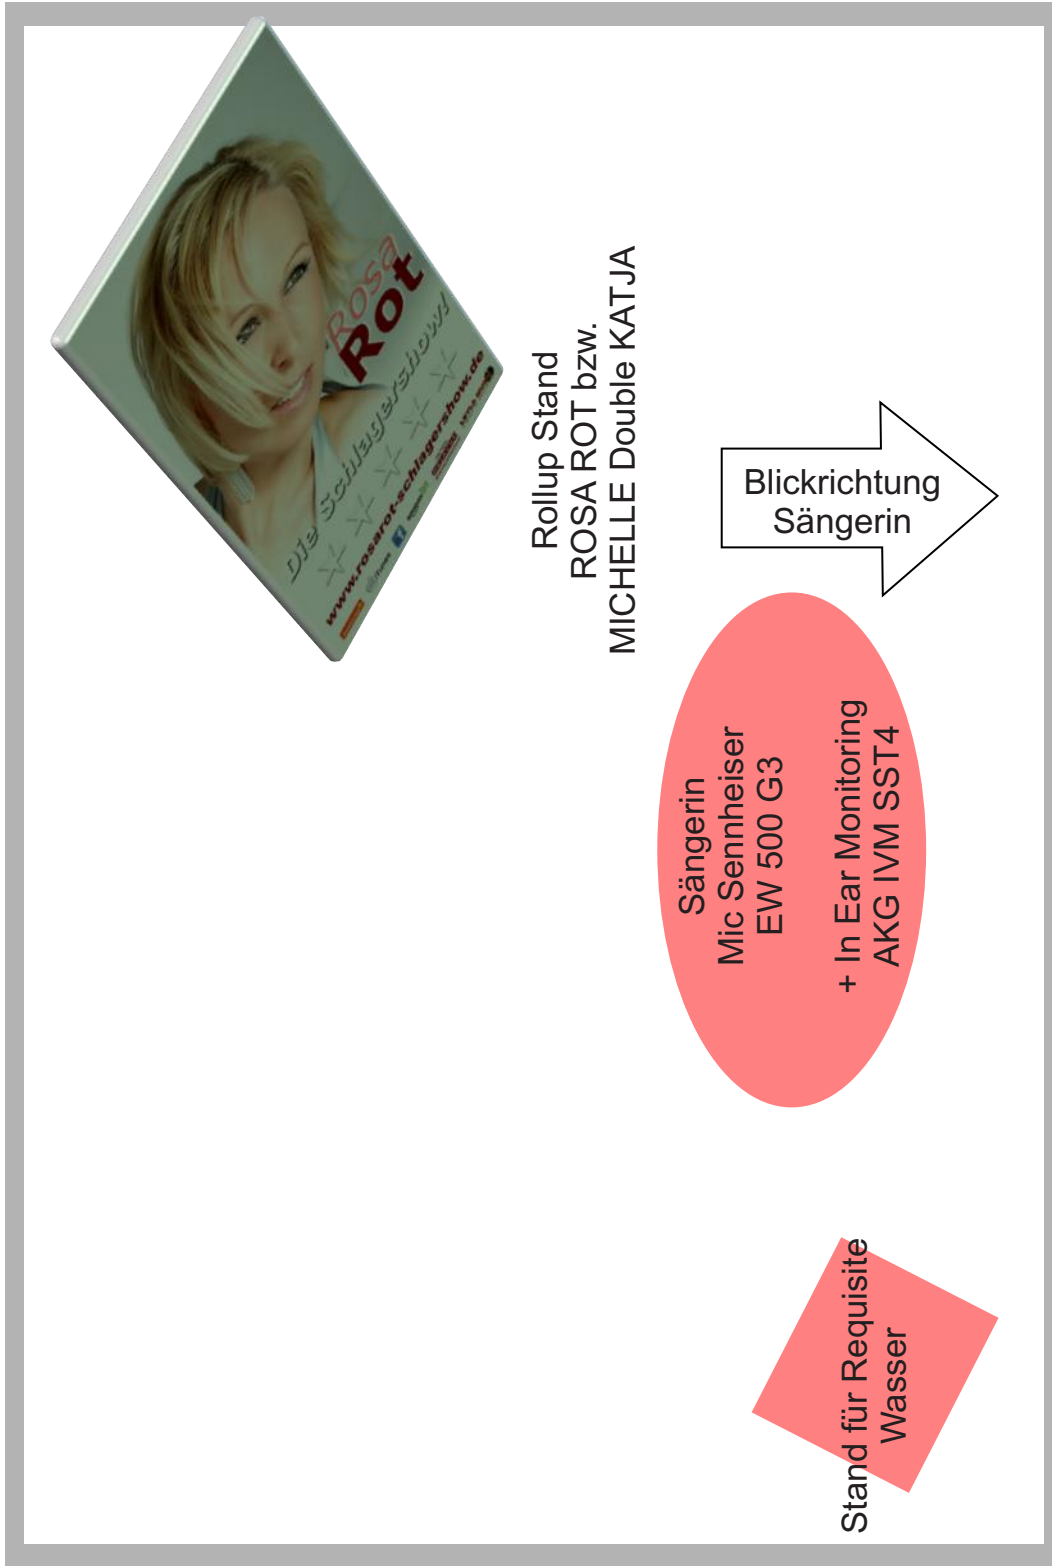 Rosa
Rot
Die Schlagershow!
www.rosarot-schlagershow.de
Rollup Stand
ROSA ROT bzw.
MICHELLE Double KATJA
Blickrichtung
Sängerin
Sängerin
Mic Sennheiser
EW 500 G3
+ In Ear Monitoring
AKG IVM SST4
Stand für Requisite
Wasser